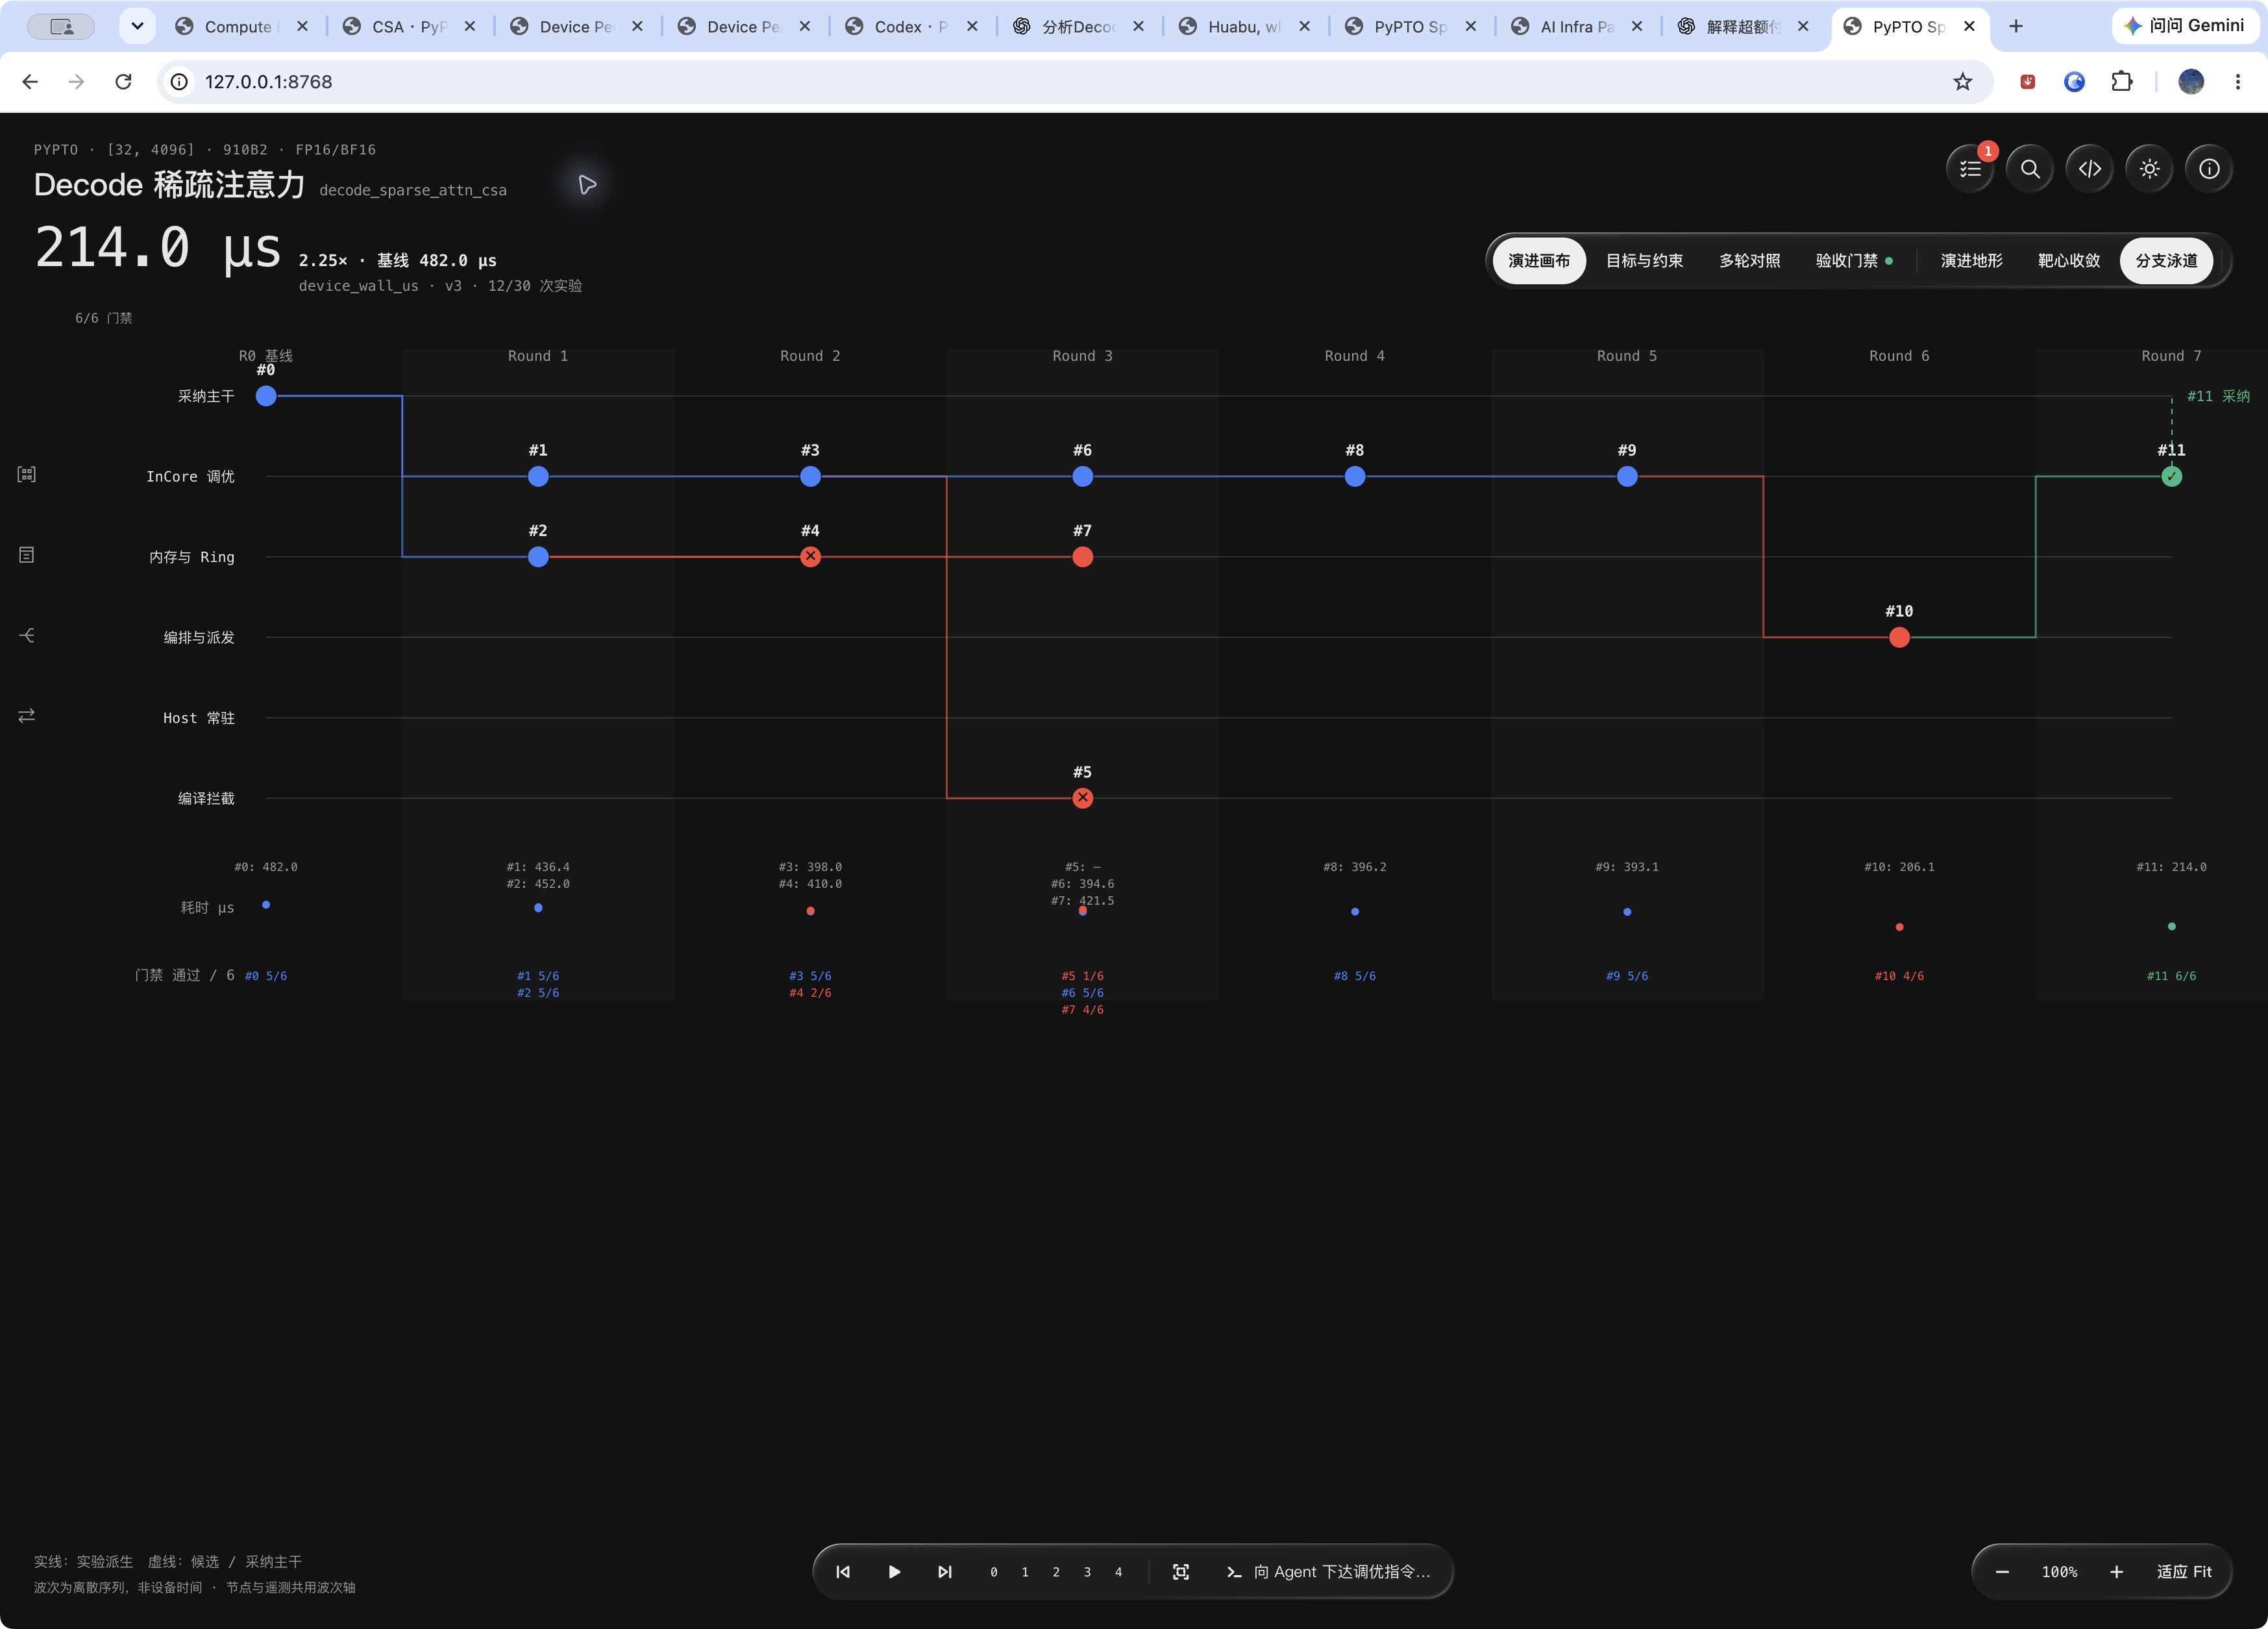 Compute
CSA · PyP
Device Pe
Device Pe
Codex · P
分析Deco
Huabu, wh
PyPTO Sp
AI Infra Pa
解释超额付
PyPTO Sp
问问 Gemini
127.0.0.1:8768
PYPTO · [32, 4096] · 910B2 · FP16/BF16
Decode 稀疏注意力 decode_sparse_attn_csa
1
214.0 μs
2.25× · 基线 482.0 μs
device_wall_us · v3 · 12/30 次实验
演进画布 目标与约束 多轮对照 验收门禁 演进地形 靶心收敛 分支泳道
6/6 门禁
R0 基线 Round 1 Round 2 Round 3 Round 4 Round 5 Round 6 Round 7
#0
采纳主干
#11 采纳
#1 #3 #6 #8 #9 #11
InCore 调优
#2 #4 #7
内存与 Ring
#10
编排与派发
Host 常驻
#5
编译拦截
#0: 482.0 #1: 436.4 #3: 398.0 #5: — #8: 396.2 #9: 393.1 #10: 206.1 #11: 214.0
#2: 452.0 #4: 410.0 #6: 394.6
#7: 421.5
耗时 μs
门禁 通过 / 6 #0 5/6 #1 5/6 #3 5/6 #5 1/6 #8 5/6 #9 5/6 #10 4/6 #11 6/6
#2 5/6 #4 2/6 #6 5/6
#7 4/6
实线: 实验派生 虚线: 候选 / 采纳主干
波次为离散序列, 非设备时间 · 节点与遥测共用波次轴
0 1 2 3 4
向 Agent 下达调优指令…
100%
适应 Fit